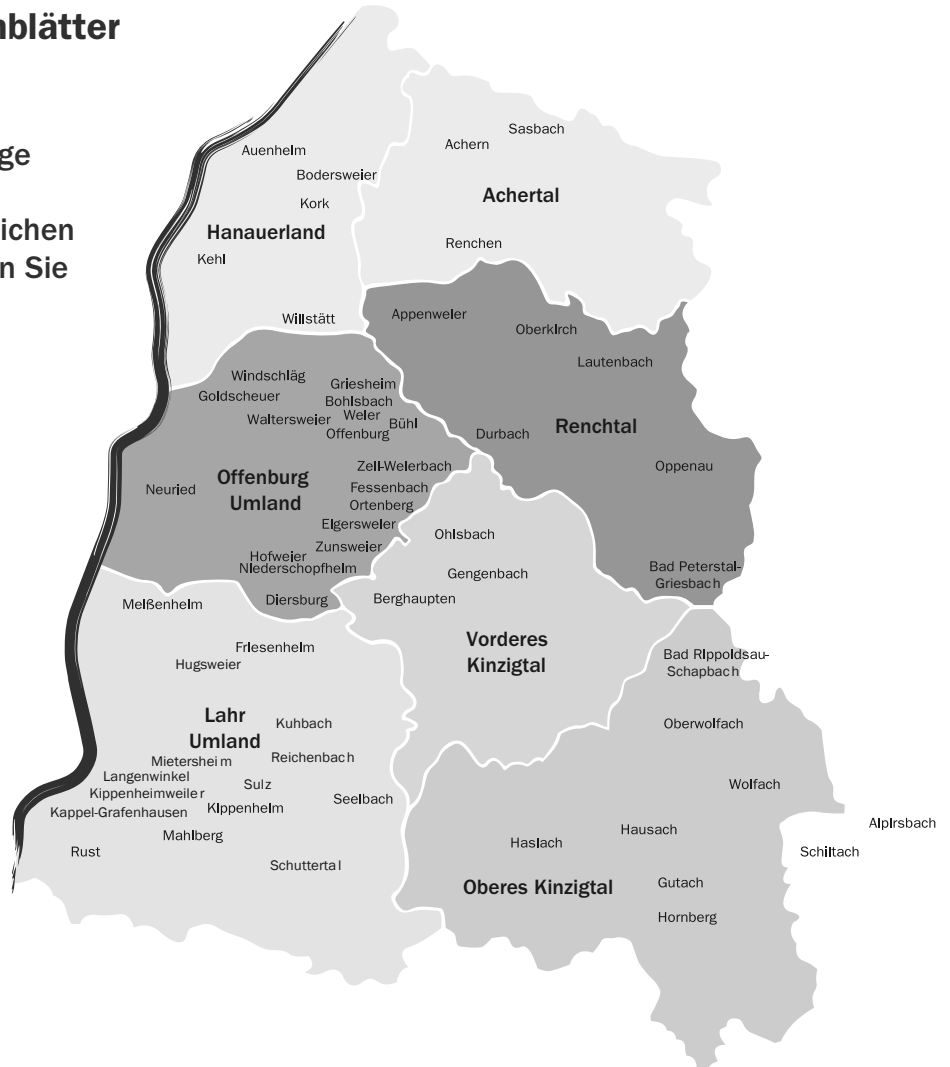 nblätter
ge
ichen
n Sie
Sasbach
Achern
Auenheim
Bodersweier
Achertal
Kork
Hanauerland
Renchen
Kehl
Appenweier
Willstätt
Oberkirch
Lautenbach
Windschläg
Griesheim
Goldscheuer
Bohlsbach
Weier
Waltersweier
Bühl
Offenburg
Durbach
Renchtal
Zell-Weierbach
Oppenau
Offenburg
Umland
Neuried
Fessenbach
Ortenberg
Elgersweier
Ohlsbach
Zunsweier
Hofweier
Niederschopfheim
Gengenbach
Bad Peterstal-
Griesbach
Diersburg
Berghaupten
Meißenheim
Vorderes
Kinzigtal
Friesenheim
Hugsweier
Bad Rippoldsau-
Schapbach
Lahr
Umland
Kuhbach
Oberwolfach
Mietersheim
Reichenbach
Langenwinkel
Kippenheimweiler
Sulz
Wolfach
Seelbach
Kappel-Grafenhausen
Kippenheim
Alpirsbach
Mahlberg
Hausach
Haslach
Rust
Schiltach
Schuttertal
Oberes Kinzigtal
Gutach
Hornberg